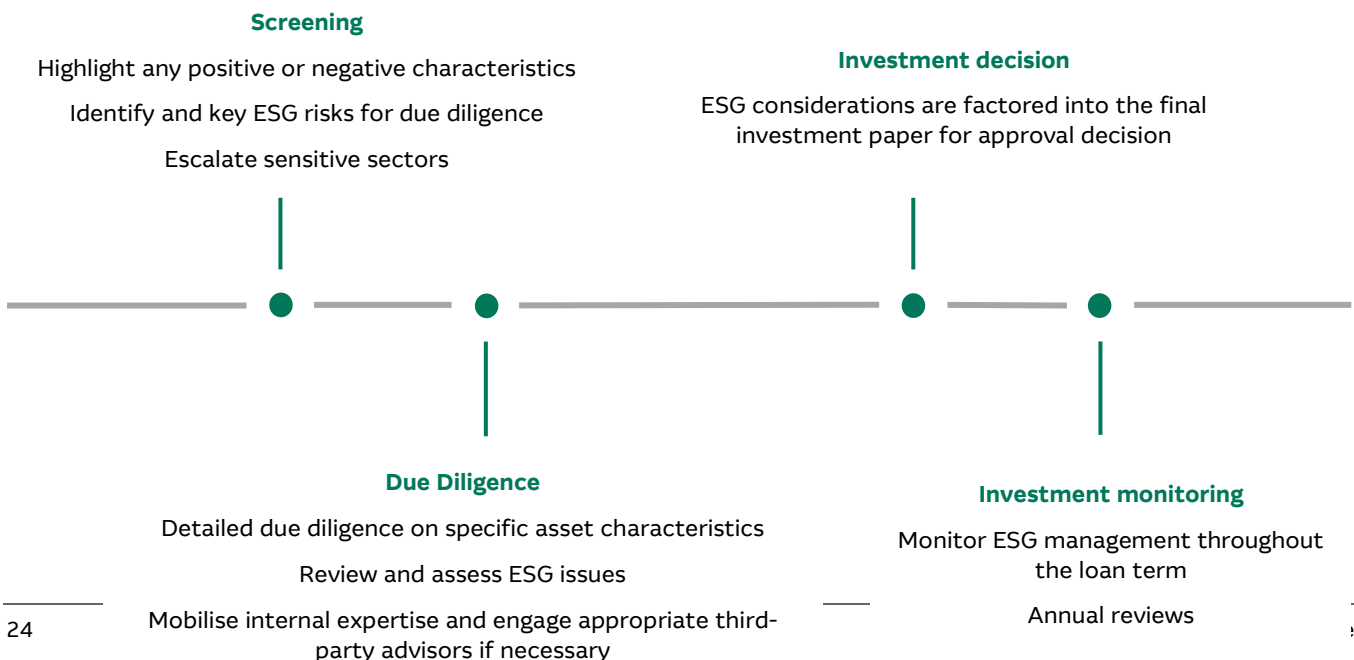 Screening
Highlight any positive or negative characteristics
Identify and key ESG risks for due diligence
Escalate sensitive sectors
Investment decision
ESG considerations are factored into the final
investment paper for approval decision
Due Diligence
Detailed due diligence on specific asset characteristics
Review and assess ESG issues
Mobilise internal expertise and engage appropriate third-
party advisors if necessary
Investment monitoring
Monitor ESG management throughout
the loan term
Annual reviews
24